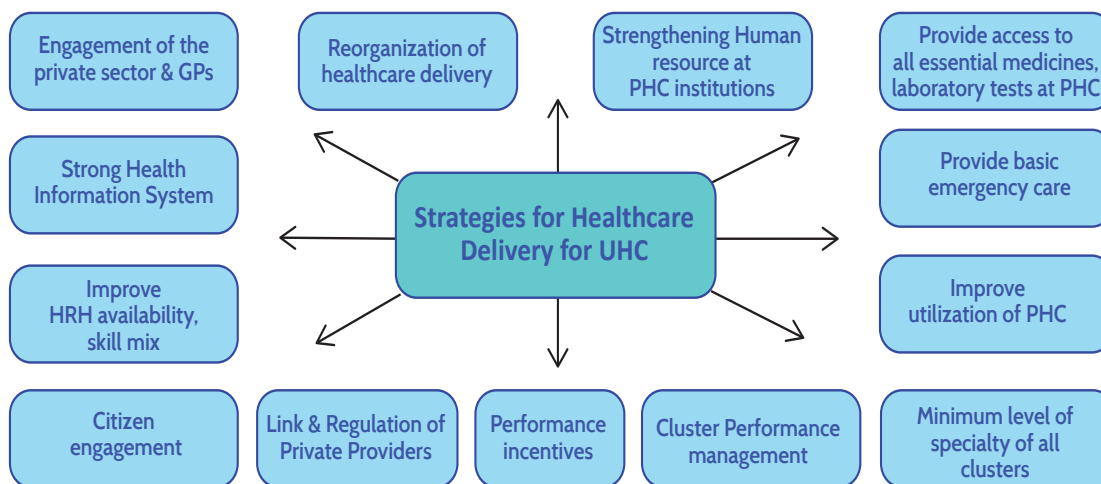 Engagement of the
private sector & GPs
Reorganization of
healthcare delivery
Strengthening Human
resource at
PHC institutions
Provide access to
all essential medicines,
laboratory tests at PHC
Strong Health
Information System
Provide basic
emergency care
Strategies for Healthcare
Delivery for UHC
Improve
HRH availability,
skill mix
Improve
utilization of PHC
Citizen
engagement
Link & Regulation of
Private Providers
Performance
incentives
Cluster Performance
management
Minimum level of
specialty of all
clusters